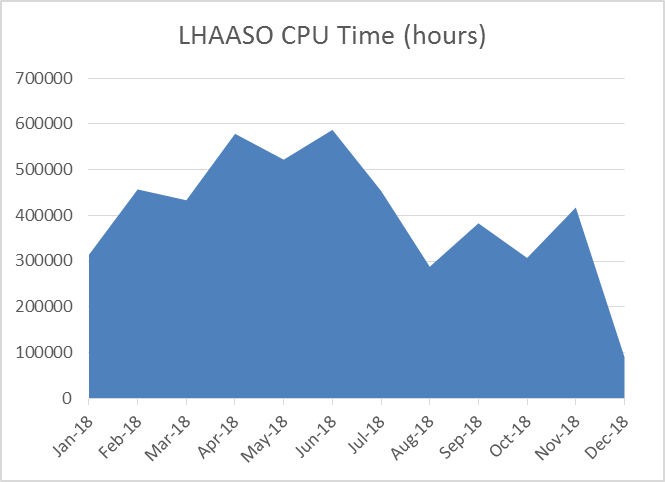 LHAASO CPU Time (hours)
700000
600000
500000
400000
300000
200000
100000
0
Jan-18
Feb-18
Mar-18
Apr-18
May-18
Jun-18
Jul-18
Aug-18
Sep-18
Oct-18
Nov-18
Dec-18